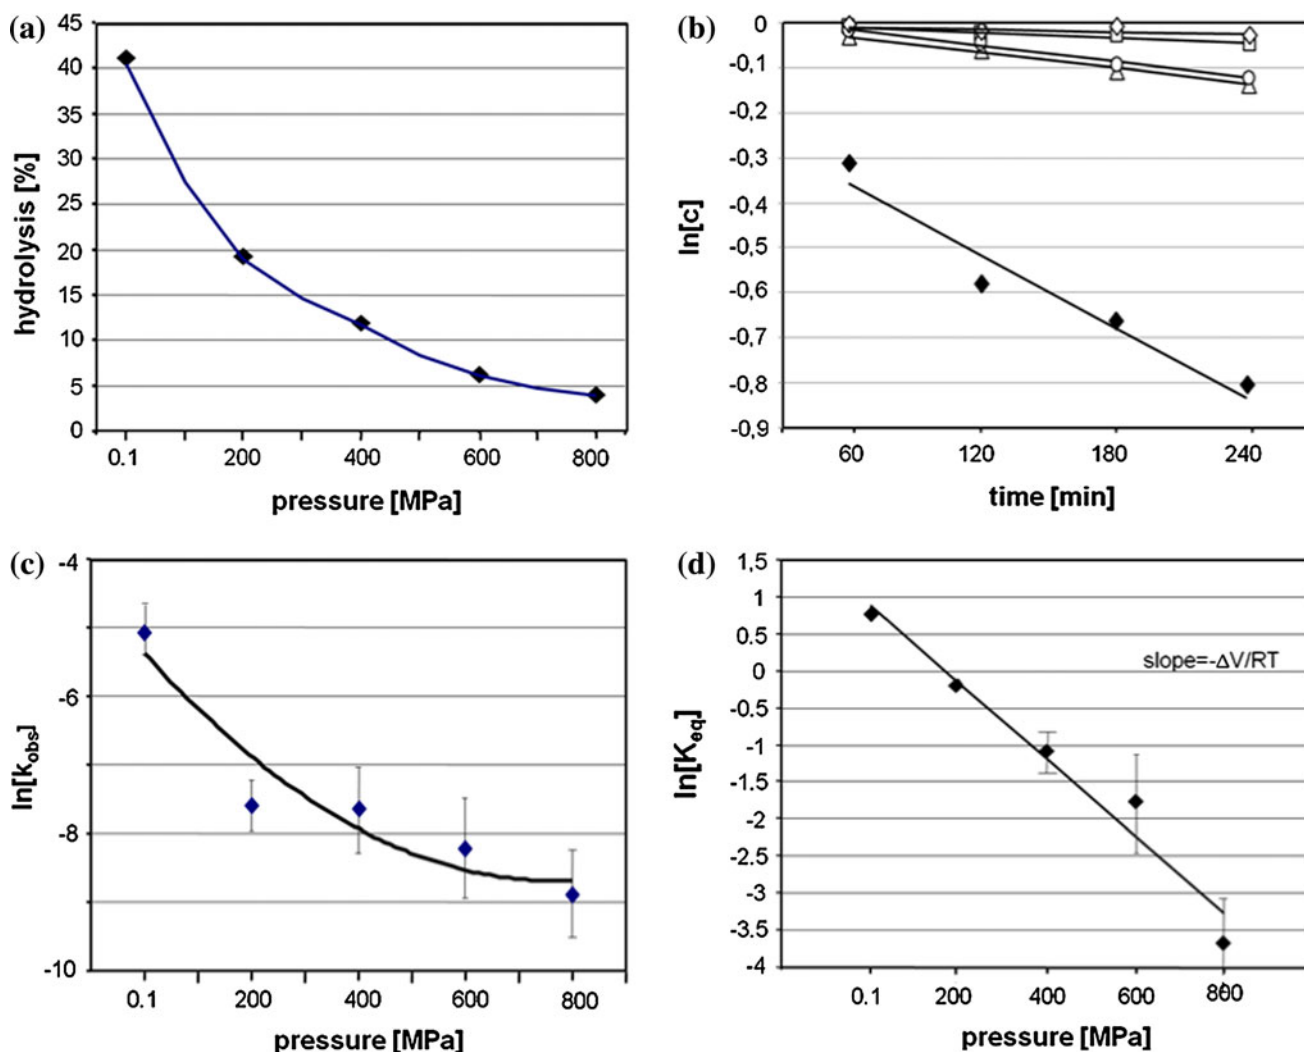 (a)
45
40
35
30
25
20
15
10
5
0
hydrolysis [%]
0.1 200 400 600 800
pressure [MPa]
(b)
0
-0,1
-0,2
-0,3
-0,4
-0,5
-0,6
-0,7
-0,8
-0,9
ln[c]
60 120 180 240
time [min]
(c)
-4
-6
-8
-10
ln[kobs]
0.1 200 400 600 800
pressure [MPa]
(d)
1,5
1
0.5
0
-0.5
-1
-1.5
-2
-2.5
-3
-3.5
-4
ln[Keq]
slope=-ΔV/RT
0.1 200 400 600 800
pressure [MPa]